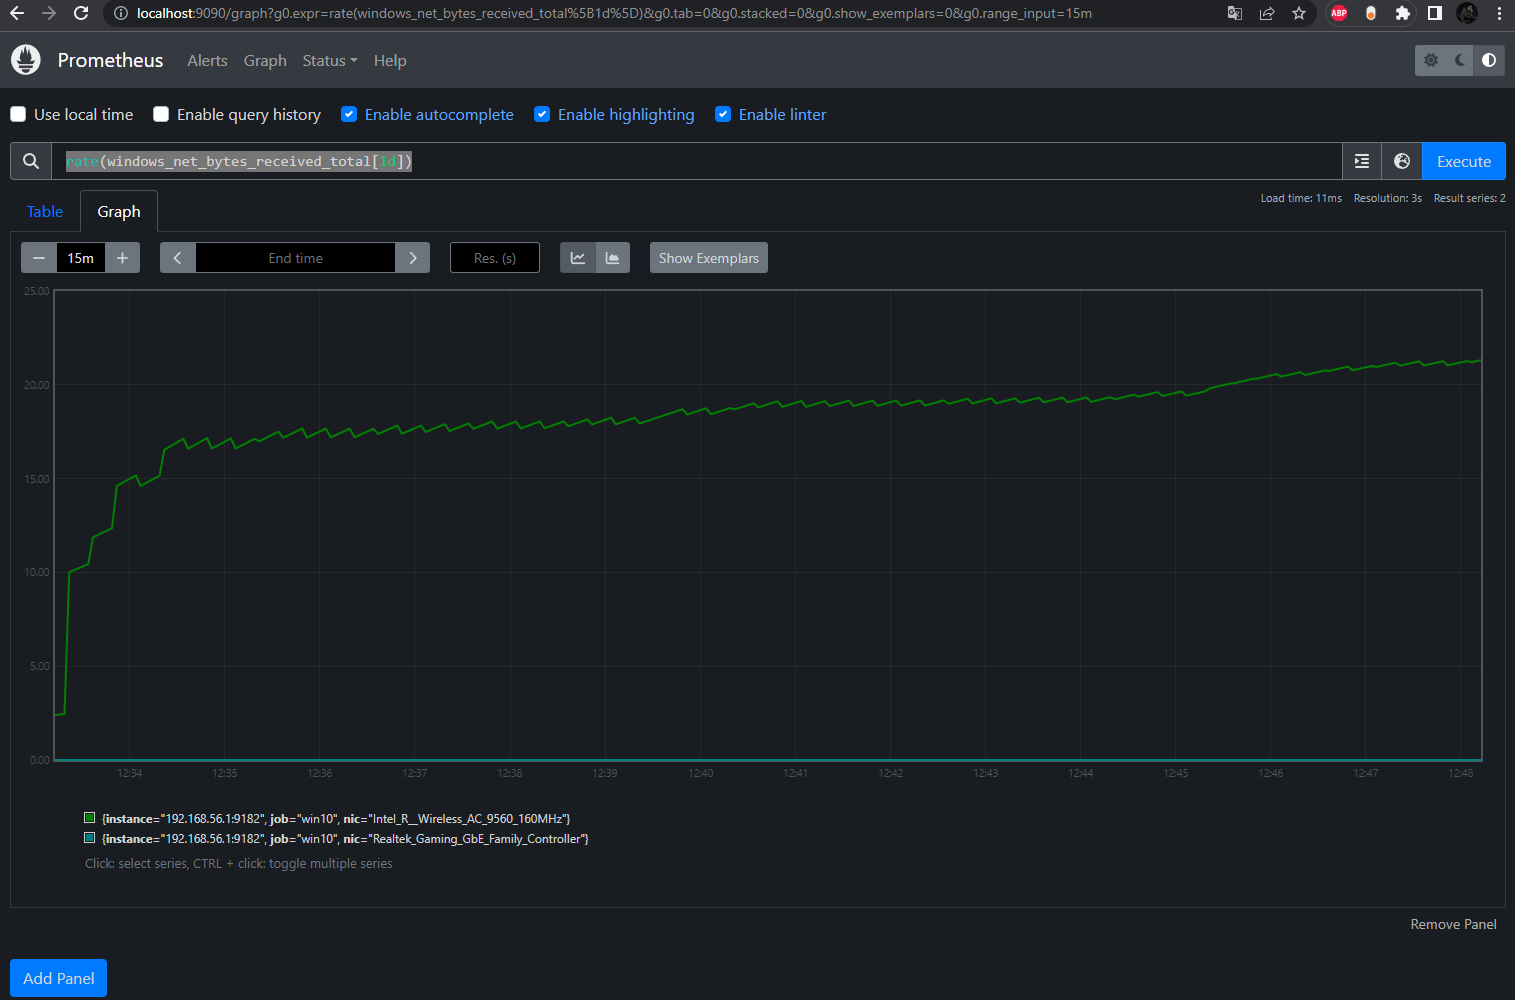 localhost:9090/graph?g0.expr=rate(windows_net_bytes_received_total%5B1d%5D)&g0.tab=0&g0.stacked=0&g0.show_exemplars=0&g0.range_input=15m
ABP
Prometheus Alerts Graph Status Help
Use local time Enable query history Enable autocomplete Enable highlighting Enable linter
rate(windows_net_bytes_received_total[1d]) Execute
Load time: 11ms Resolution: 3s Result series: 2
Table Graph
15m End time Res. (s) Show Exemplars
25.00
20.00
15.00
10.00
5.00
0.00
12:34 12:35 12:36 12:37 12:38 12:39 12:40 12:41 12:42 12:43 12:44 12:45 12:46 12:47 12:48
{instance="192.168.56.1:9182", job="win10", nic="Intel_R__Wireless_AC_9560_160MHz"}
{instance="192.168.56.1:9182", job="win10", nic="Realtek_Gaming_GbE_Family_Controller"}
Click: select series, CTRL + click: toggle multiple series
Remove Panel
Add Panel